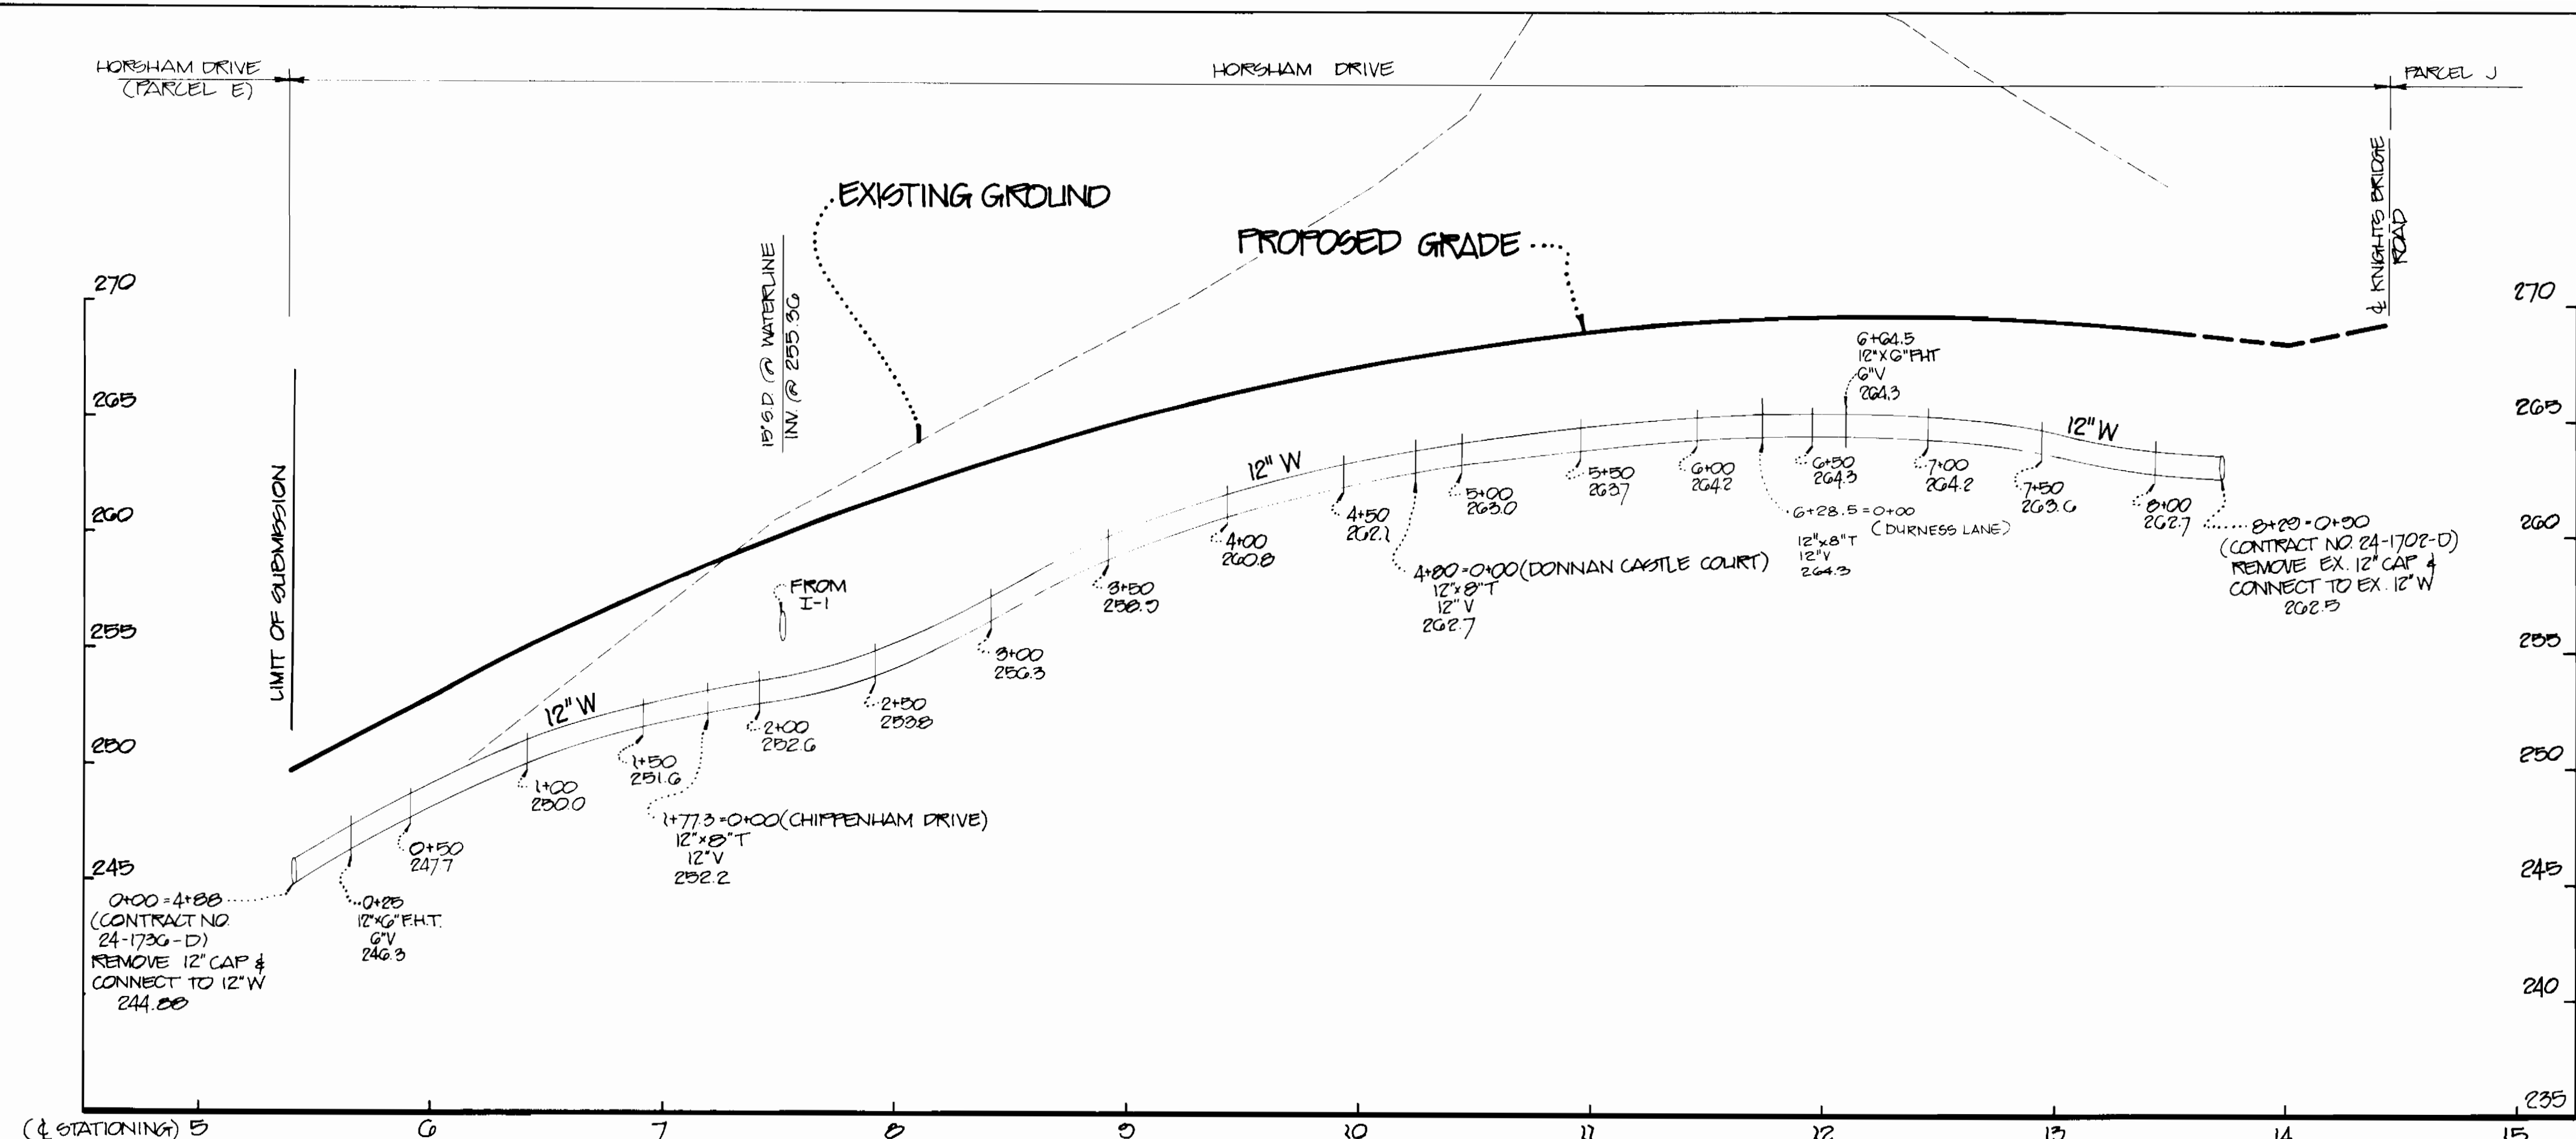 HORSHAM DRIVE
(PARCEL E)
HORSHAM DRIVE
PARCEL J
℄ KNIGHTS BRIDGE
ROAD
EXISTING GROUND
PROPOSED GRADE
15" S.D. @ WATERLINE
INV. @ 255.36
LIMIT OF SUBMISSION
270
265
260
255
250
245
270
265
260
255
250
245
240
235
FROM
I-1
12" W
12" W
12" W
0+00 = 4+88
(CONTRACT NO.
24-1736-D)
REMOVE 12" CAP &
CONNECT TO 12" W
244.88
0+25
12"x6" F.H.T.
6"V
246.3
0+50
247.7
1+00
250.0
1+50
251.6
1+77.3 = 0+00 (CHIPPENHAM DRIVE)
12"x8"T
12"V
252.2
2+00
252.6
2+50
253.8
3+00
256.3
3+50
258.9
4+00
260.8
4+50
262.1
4+80 = 0+00 (DONNAN CASTLE COURT)
12"x8"T
12" V
262.7
5+00
263.0
5+50
263.7
6+00
264.2
6+28.5 = 0+00
(DURNESS LANE)
12"x8"T
12"V
264.3
6+50
264.3
6+64.5
12"X6"FHT
6"V
264.3
7+00
264.2
7+50
263.6
8+00
262.7
8+29 = 0+90
(CONTRACT NO. 24-1702-D)
REMOVE EX. 12" CAP &
CONNECT TO EX. 12" W
262.5
(℄ STATIONING) 5 6 7 8 9 10 11 12 13 14 15